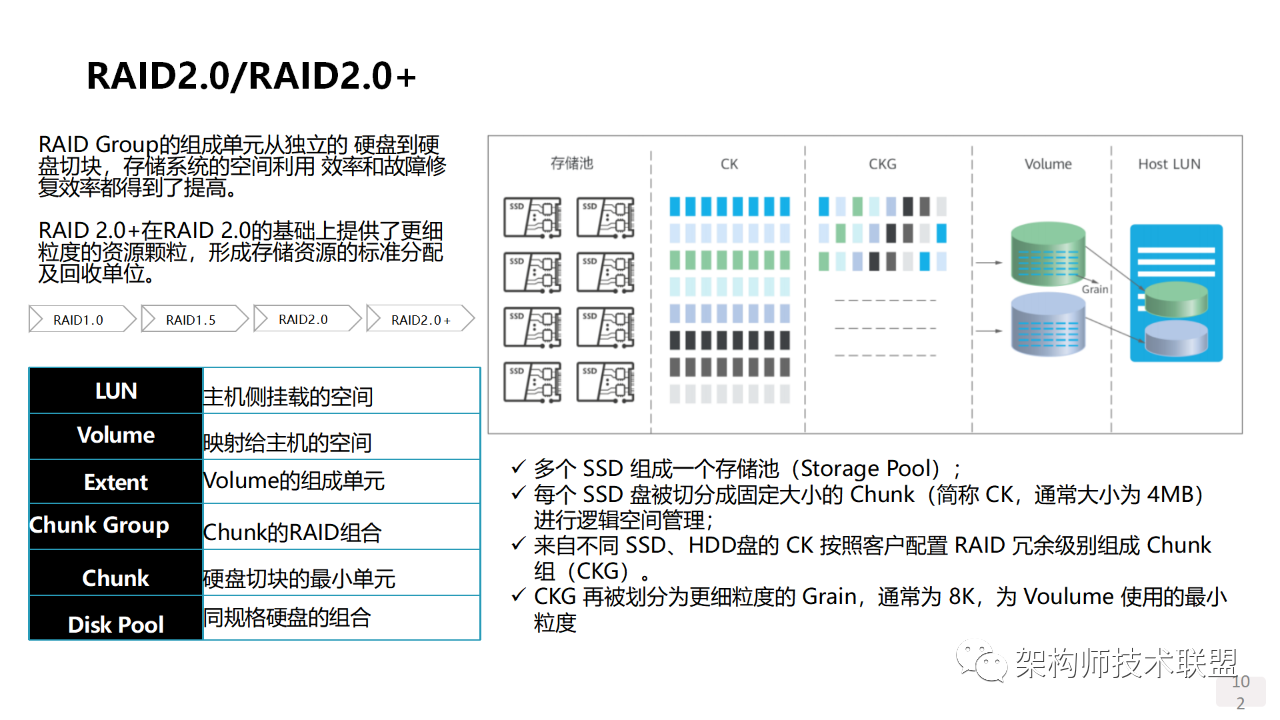 RAID2.0/RAID2.0+
RAID Group的组成单元从独立的 硬盘到硬
盘切块，存储系统的空间利用 效率和故障修
复效率都得到了提高。
RAID 2.0+在RAID 2.0的基础上提供了更细
粒度的资源颗粒，形成存储资源的标准分配
及回收单位。
RAID1.0
RAID1.5
RAID2.0
RAID2.0+
LUN 主机侧挂载的空间
Volume 映射给主机的空间
Extent Volume的组成单元
Chunk Group Chunk的RAID组合
Chunk 硬盘切块的最小单元
Disk Pool 同规格硬盘的组合
存储池 CK CKG Volume Host LUN
SSD SSD
SSD SSD
SSD SSD
SSD SSD
Grain
✓ 多个 SSD 组成一个存储池（Storage Pool）；
✓ 每个 SSD 盘被切分成固定大小的 Chunk（简称 CK，通常大小为 4MB）
进行逻辑空间管理；
✓ 来自不同 SSD、HDD盘的 CK 按照客户配置 RAID 冗余级别组成 Chunk
组（CKG）。
✓ CKG 再被划分为更细粒度的 Grain，通常为 8K，为 Voulume 使用的最小
粒度
架构师技术联盟
10
2